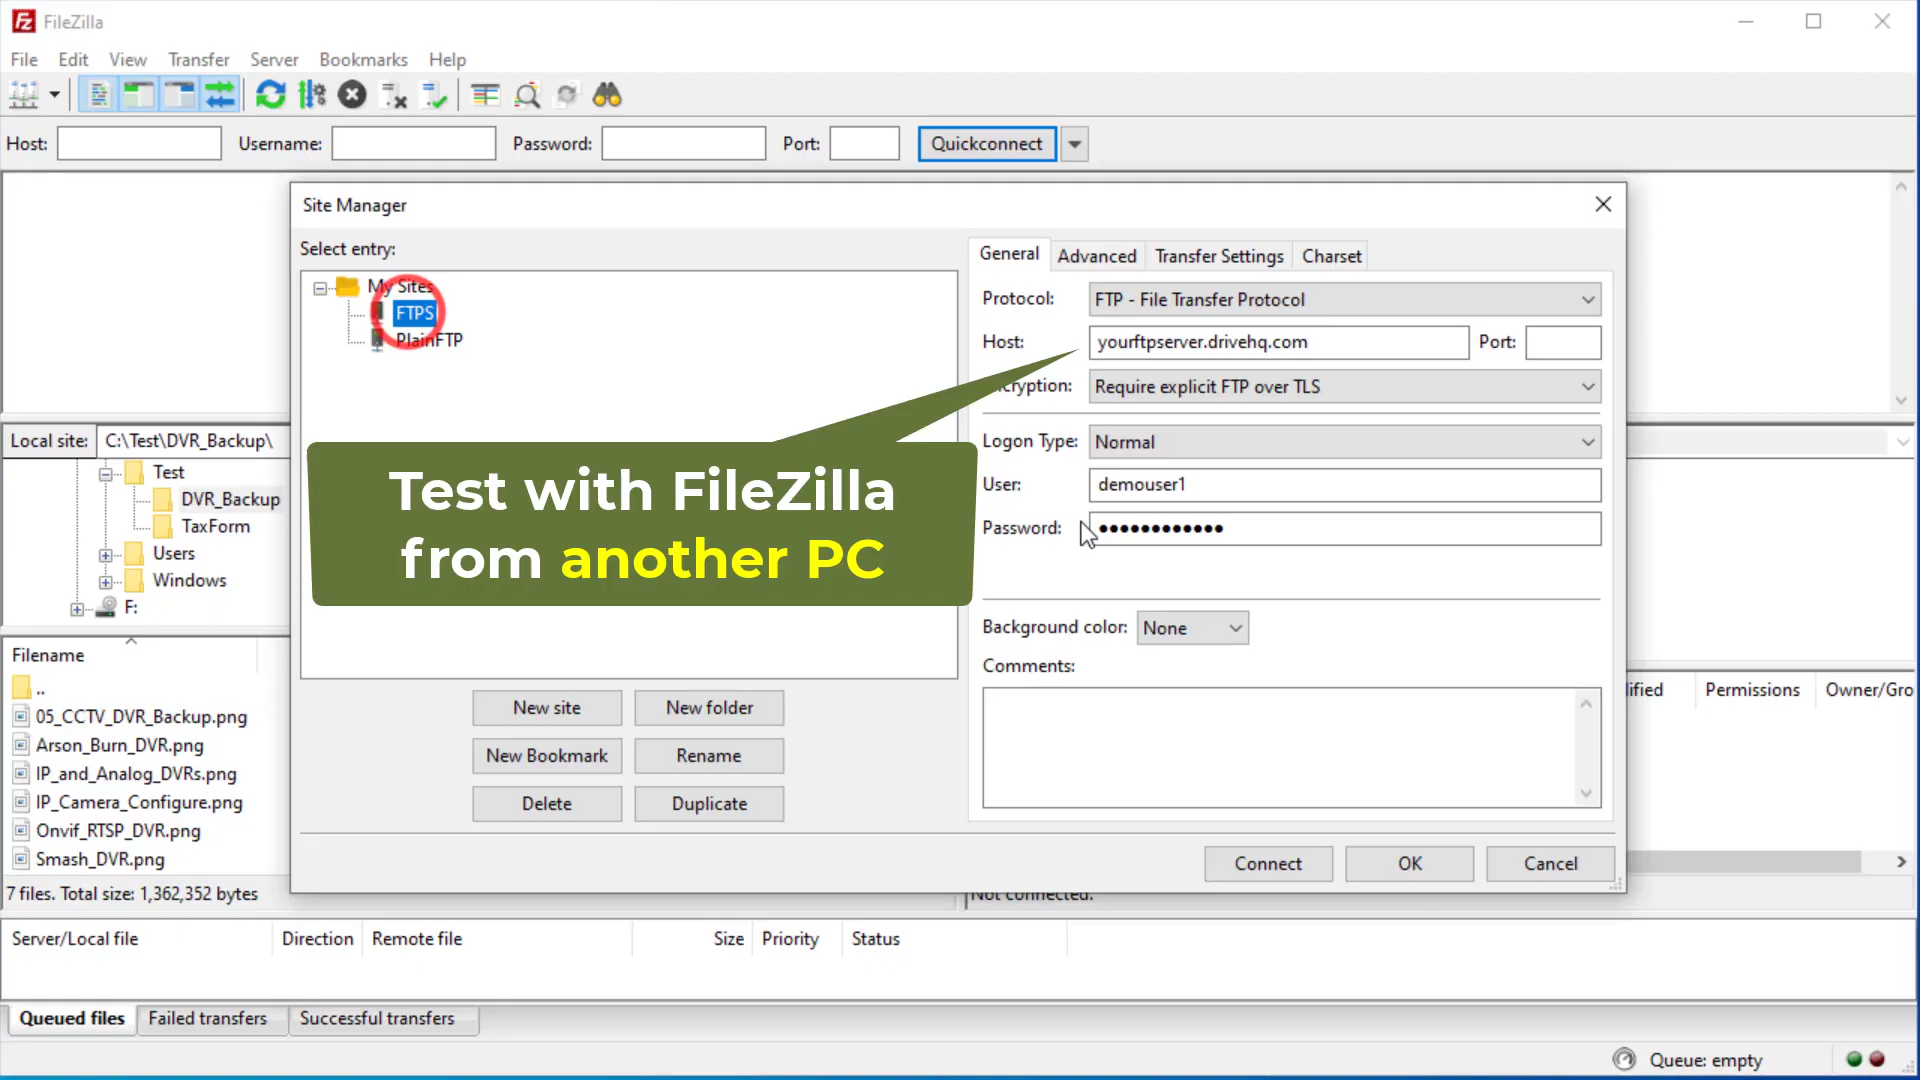 FileZilla
File Edit View Transfer Server Bookmarks Help
Host: Username: Password: Port: Quickconnect
Site Manager
Select entry:
My Sites
FTPS
PlainFTP
General Advanced Transfer Settings Charset
Protocol: FTP - File Transfer Protocol
Host: yourftpserver.drivehq.com Port:
cryption: Require explicit FTP over TLS
Logon Type: Normal
User: demouser1
Password: ●●●●●●●●●●●●
Background color: None
Comments:
Test with FileZilla
from another PC
New site New folder
New Bookmark Rename
Delete Duplicate
Connect OK Cancel
Local site: C:\Test\DVR_Backup\
Test
DVR_Backup
TaxForm
Users
Windows
F:
Filename
..
05_CCTV_DVR_Backup.png
Arson_Burn_DVR.png
IP_and_Analog_DVRs.png
IP_Camera_Configure.png
Onvif_RTSP_DVR.png
Smash_DVR.png
7 files. Total size: 1,362,352 bytes
ified Permissions Owner/Gro
Not connected.
Server/Local file Direction Remote file Size Priority Status
Queued files Failed transfers Successful transfers
Queue: empty